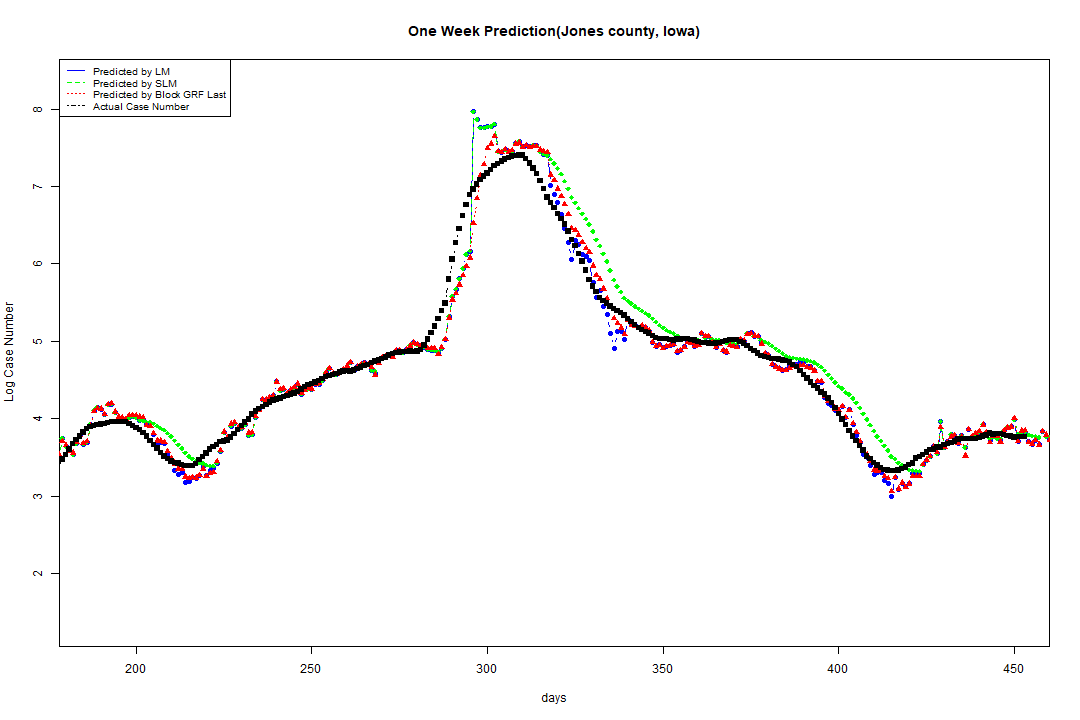 One Week Prediction(Jones county, Iowa)
Predicted by LM
Predicted by SLM
Predicted by Block GRF Last
Actual Case Number
8
7
6
5
4
3
2
Log Case Number
200 250 300 350 400 450
days